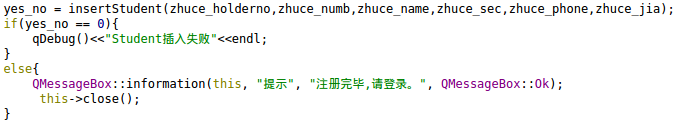 yes_no = insertStudent(zhuce_holderno,zhuce_numb,zhuce_name,zhuce_sec,zhuce_phone,zhuce_jia);
if(yes_no == 0){
    qDebug()<<"Student插入失败"<<endl;
}
else{
    QMessageBox::information(this, "提示", "注册完毕,请登录。", QMessageBox::Ok);
     this->close();
}